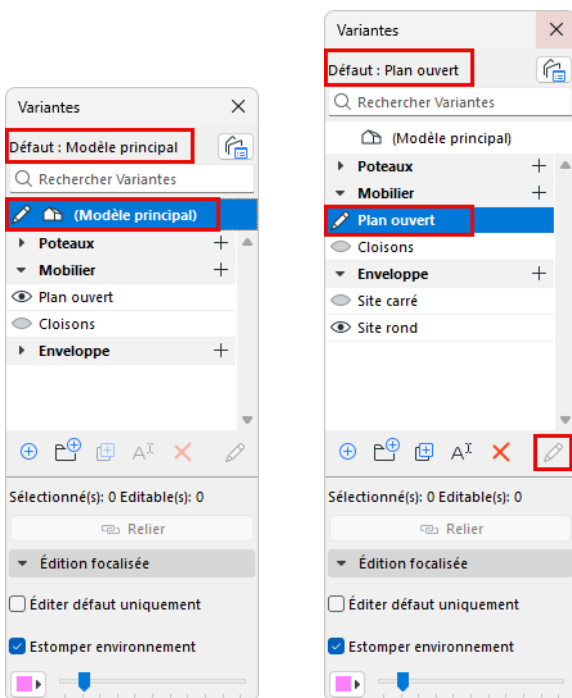 Variantes
Défaut : Modèle principal
Rechercher Variantes
(Modèle principal)
Poteaux
Mobilier
Plan ouvert
Cloisons
Enveloppe
Sélectionné(s): 0 Editable(s): 0
Relier
Édition focalisée
Éditer défaut uniquement
Estomper environnement
Variantes
Défaut : Plan ouvert
Rechercher Variantes
(Modèle principal)
Poteaux
Mobilier
Plan ouvert
Cloisons
Enveloppe
Site carré
Site rond
Sélectionné(s): 0 Editable(s): 0
Relier
Édition focalisée
Éditer défaut uniquement
Estomper environnement